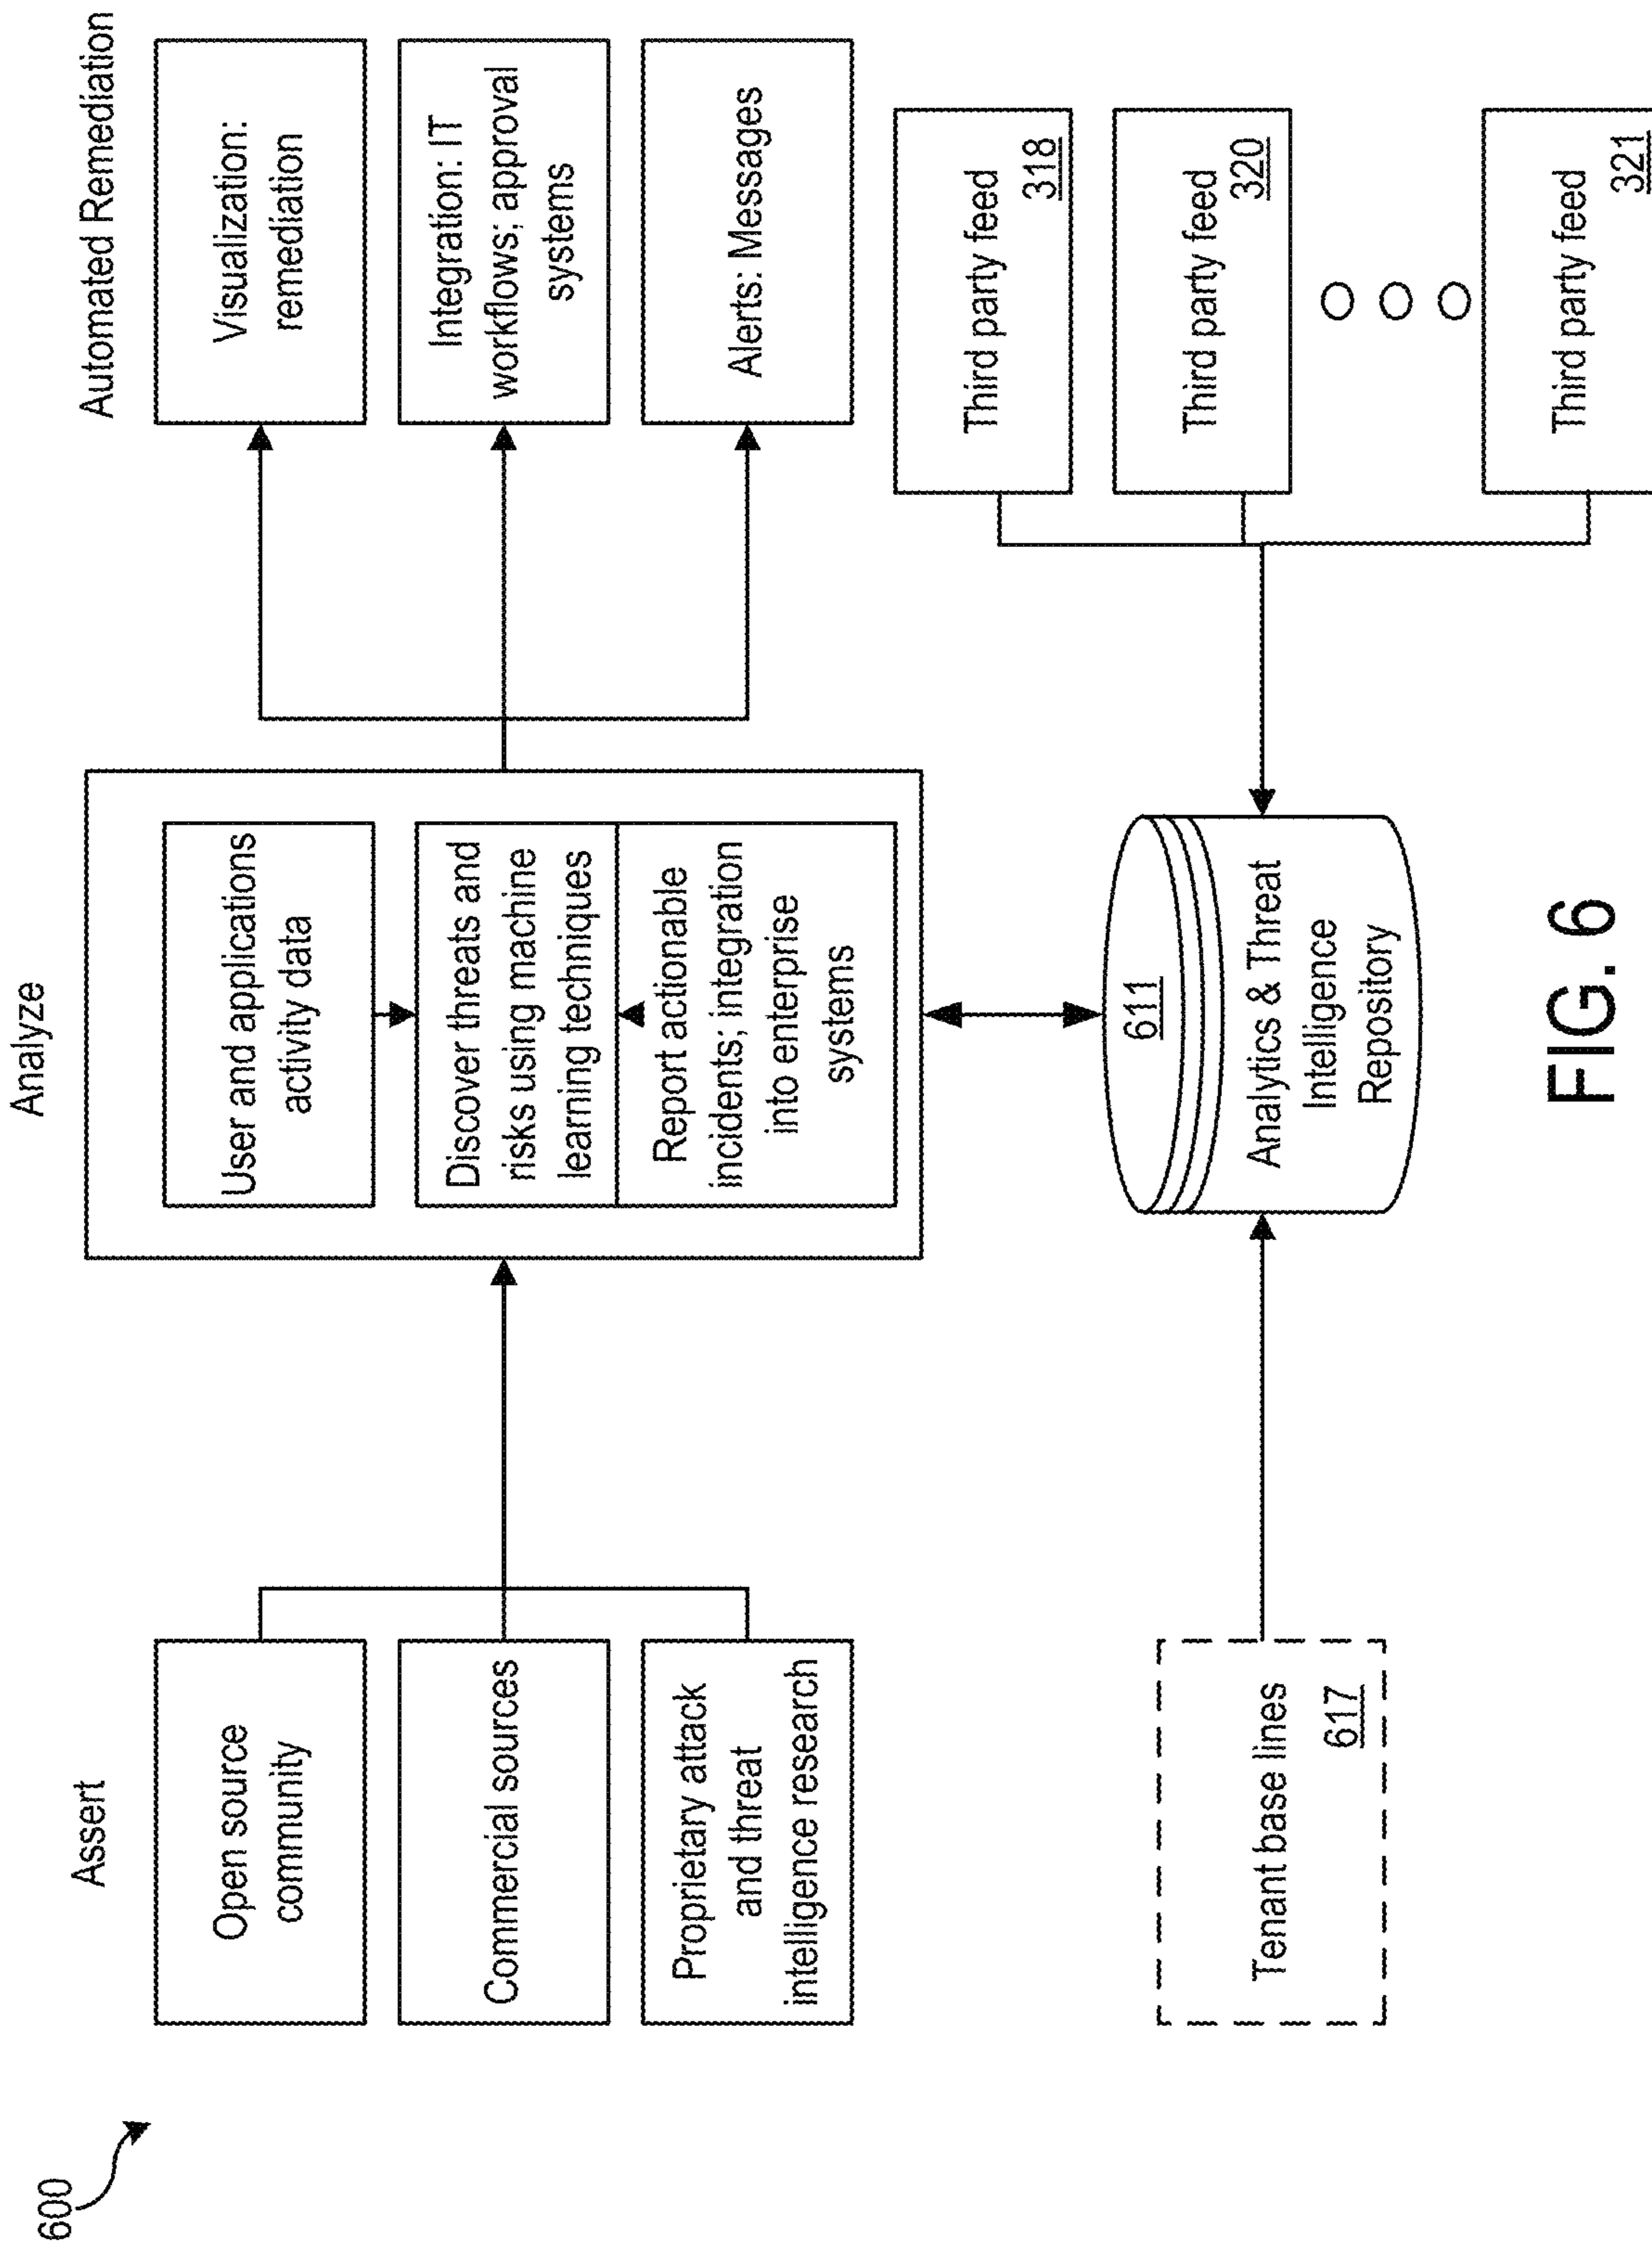 600
Assert
Analyze
Automated Remediation
Open source
community
Commercial sources
Proprietary attack
and threat
intelligence research
User and applications
activity data
Discover threats and
risks using machine
learning techniques
Report actionable
incidents; integration
into enterprise
systems
Visualization:
remediation
Integration: IT
workflows; approval
systems
Alerts: Messages
Tenant base lines
617
611
Analytics & Threat
Intelligence
Repository
Third party feed
318
Third party feed
320
Third party feed
321
FIG. 6